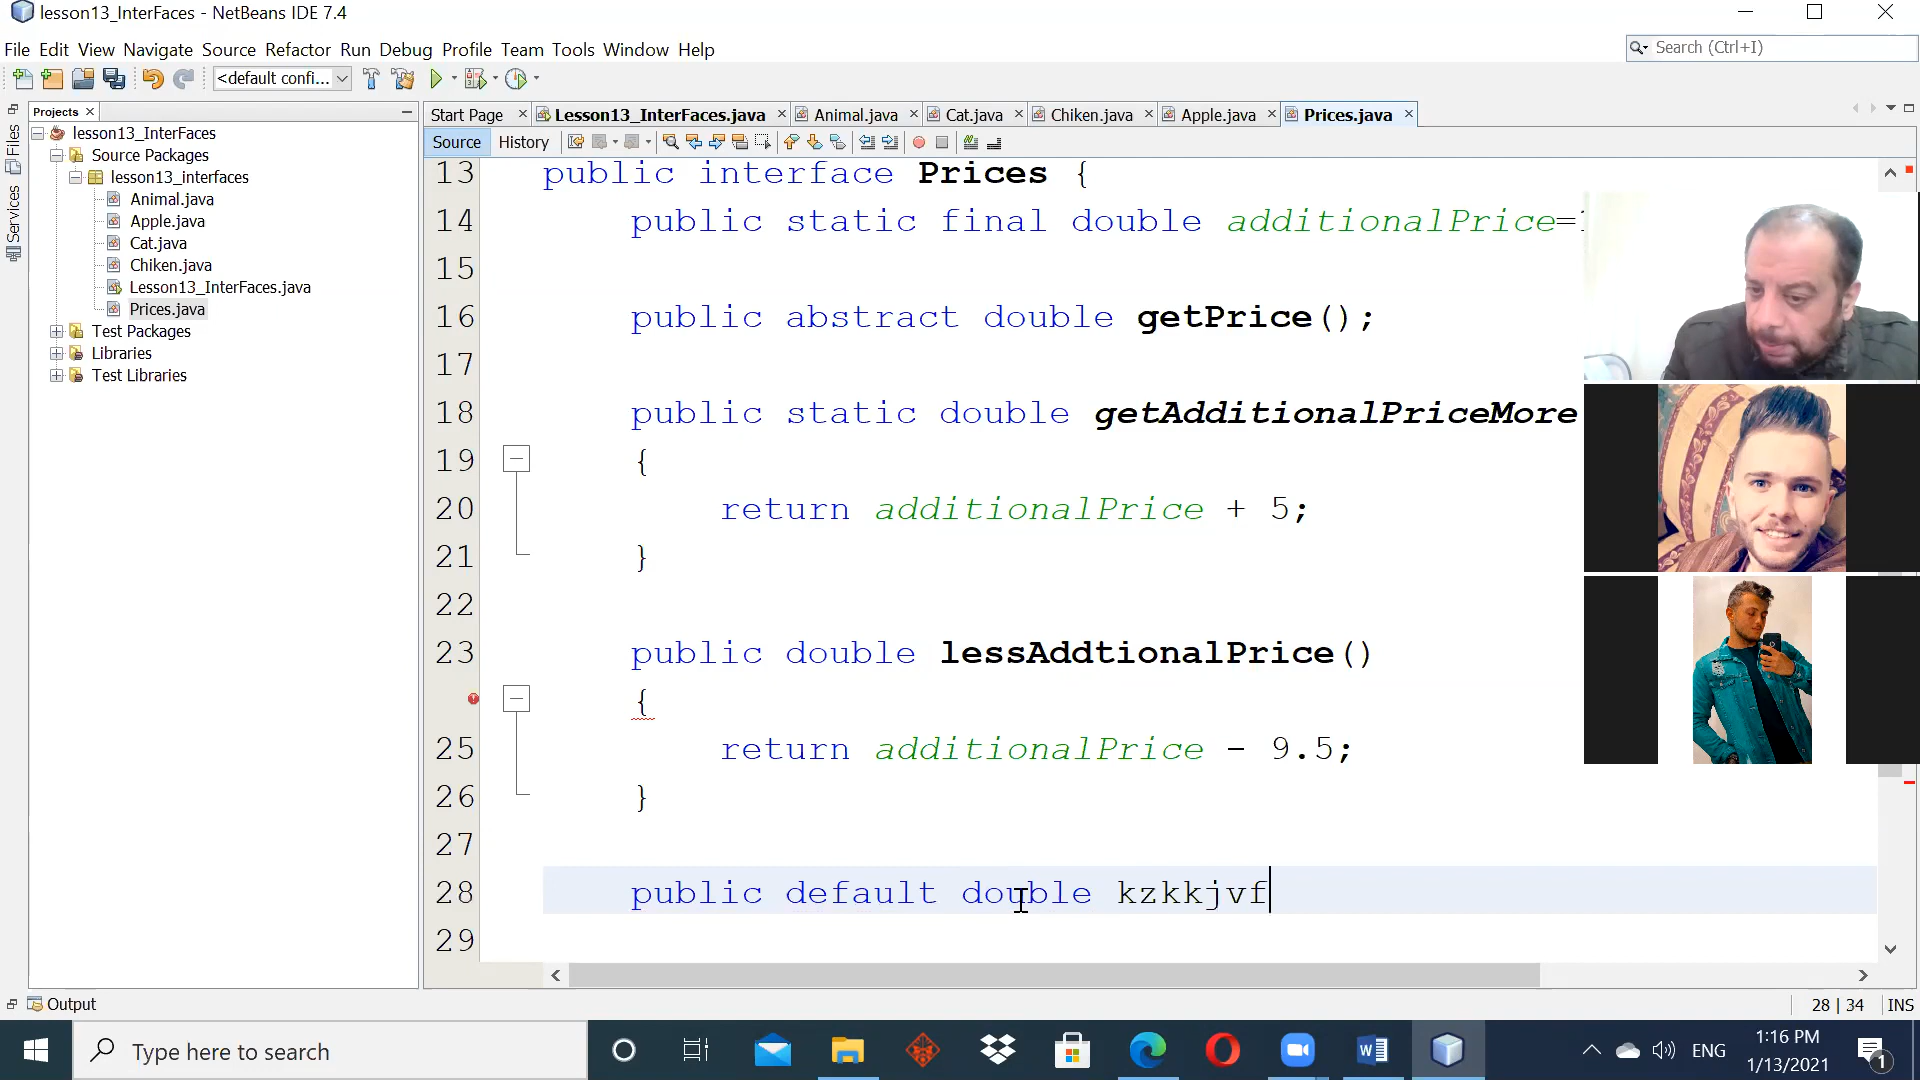 lesson13_InterFaces - NetBeans IDE 7.4
File Edit View Navigate Source Refactor Run Debug Profile Team Tools Window Help
Search (Ctrl+I)
<default confi...
Projects
Files
Services
lesson13_InterFaces
Source Packages
lesson13_interfaces
Animal.java
Apple.java
Cat.java
Chiken.java
Lesson13_InterFaces.java
Prices.java
Test Packages
Libraries
Test Libraries
Start Page Lesson13_InterFaces.java Animal.java Cat.java Chiken.java Apple.java Prices.java
Source History
13 public interface Prices {
14 public static final double additionalPrice=
15
16 public abstract double getPrice();
17
18 public static double getAdditionalPriceMore
19 {
20 return additionalPrice + 5;
21 }
22
23 public double lessAddtionalPrice()
{
25 return additionalPrice - 9.5;
26 }
27
28 public default double kzkkjvf
29
Output
28 | 34 INS
Type here to search
ENG
1:16 PM
1/13/2021
1